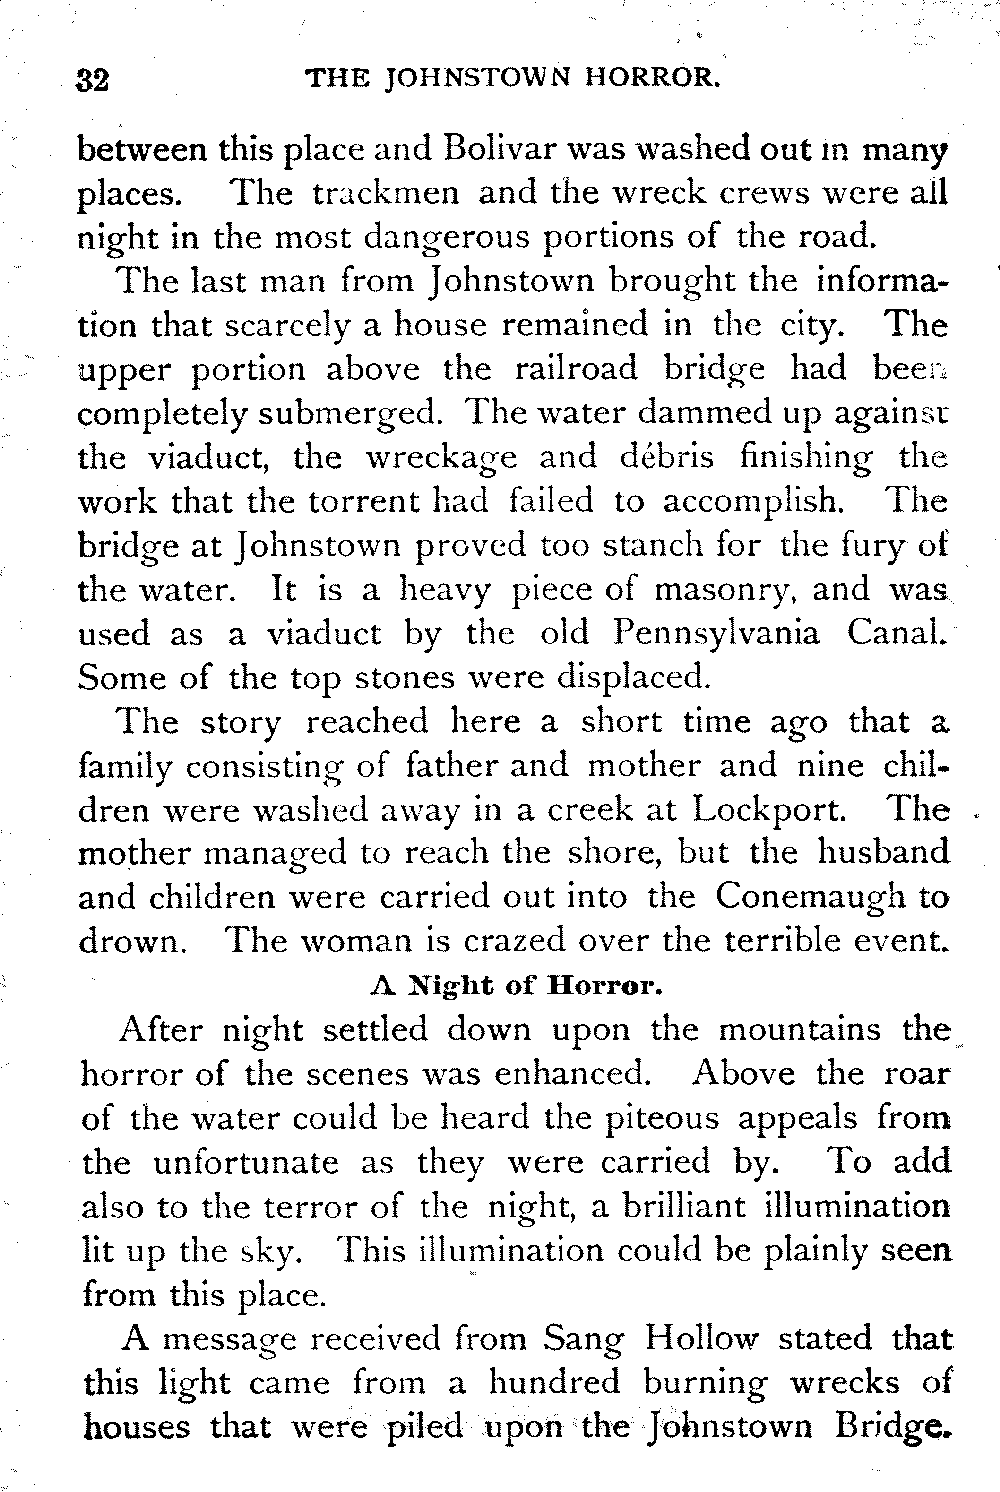 32 THE JOHNSTOWN HORROR.
between this place and Bolivar was washed out in many
places. The trackmen and the wreck crews were all
night in the most dangerous portions of the road.
The last man from Johnstown brought the informa-
tion that scarcely a house remained in the city. The
upper portion above the railroad bridge had been
completely submerged. The water dammed up against
the viaduct, the wreckage and débris finishing the
work that the torrent had failed to accomplish. The
bridge at Johnstown proved too stanch for the fury of
the water. It is a heavy piece of masonry, and was
used as a viaduct by the old Pennsylvania Canal.
Some of the top stones were displaced.
The story reached here a short time ago that a
family consisting of father and mother and nine chil-
dren were washed away in a creek at Lockport. The
mother managed to reach the shore, but the husband
and children were carried out into the Conemaugh to
drown. The woman is crazed over the terrible event.
A Night of Horror.
After night settled down upon the mountains the
horror of the scenes was enhanced. Above the roar
of the water could be heard the piteous appeals from
the unfortunate as they were carried by. To add
also to the terror of the night, a brilliant illumination
lit up the sky. This illumination could be plainly seen
from this place.
A message received from Sang Hollow stated that
this light came from a hundred burning wrecks of
houses that were piled upon the Johnstown Bridge.